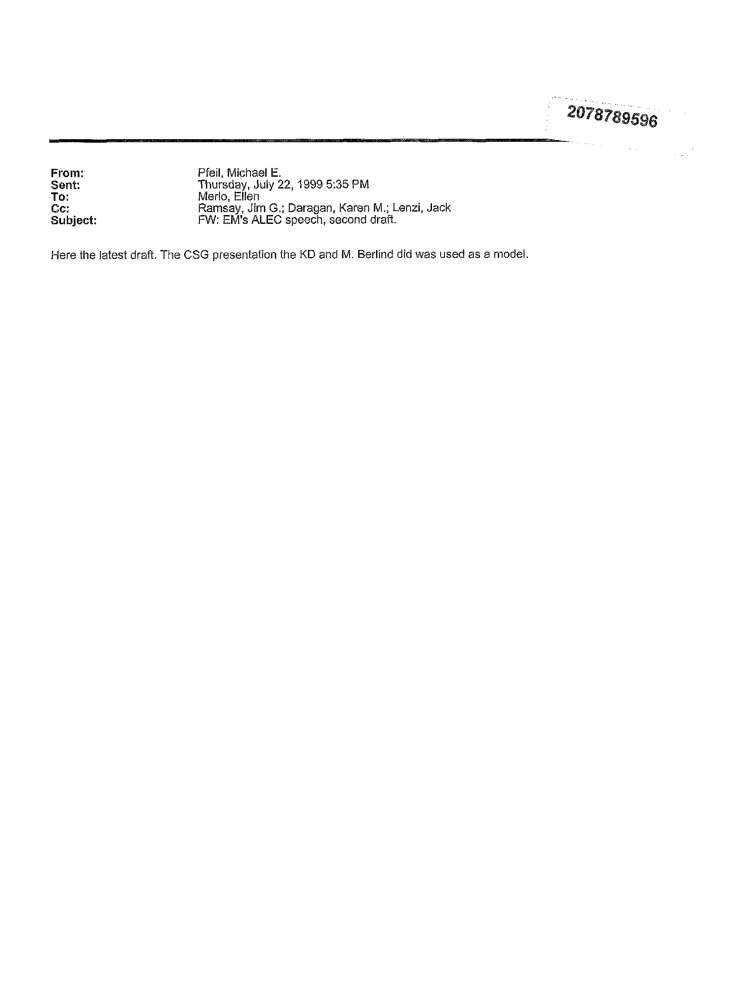 2078789596
From: Pfeil, Michael E.
Sent: Thursday, July 22, 1999 5:35 PM
To: Merlo, Ellen
Cc: Ramsay, Jim G.; Daragan, Karen M.; Lenzi, Jack
Subject: FW: EM's ALEC speech, second draft.
Here the latest draft. The CSG presentation the KD and M. Berlind did was used as a model.